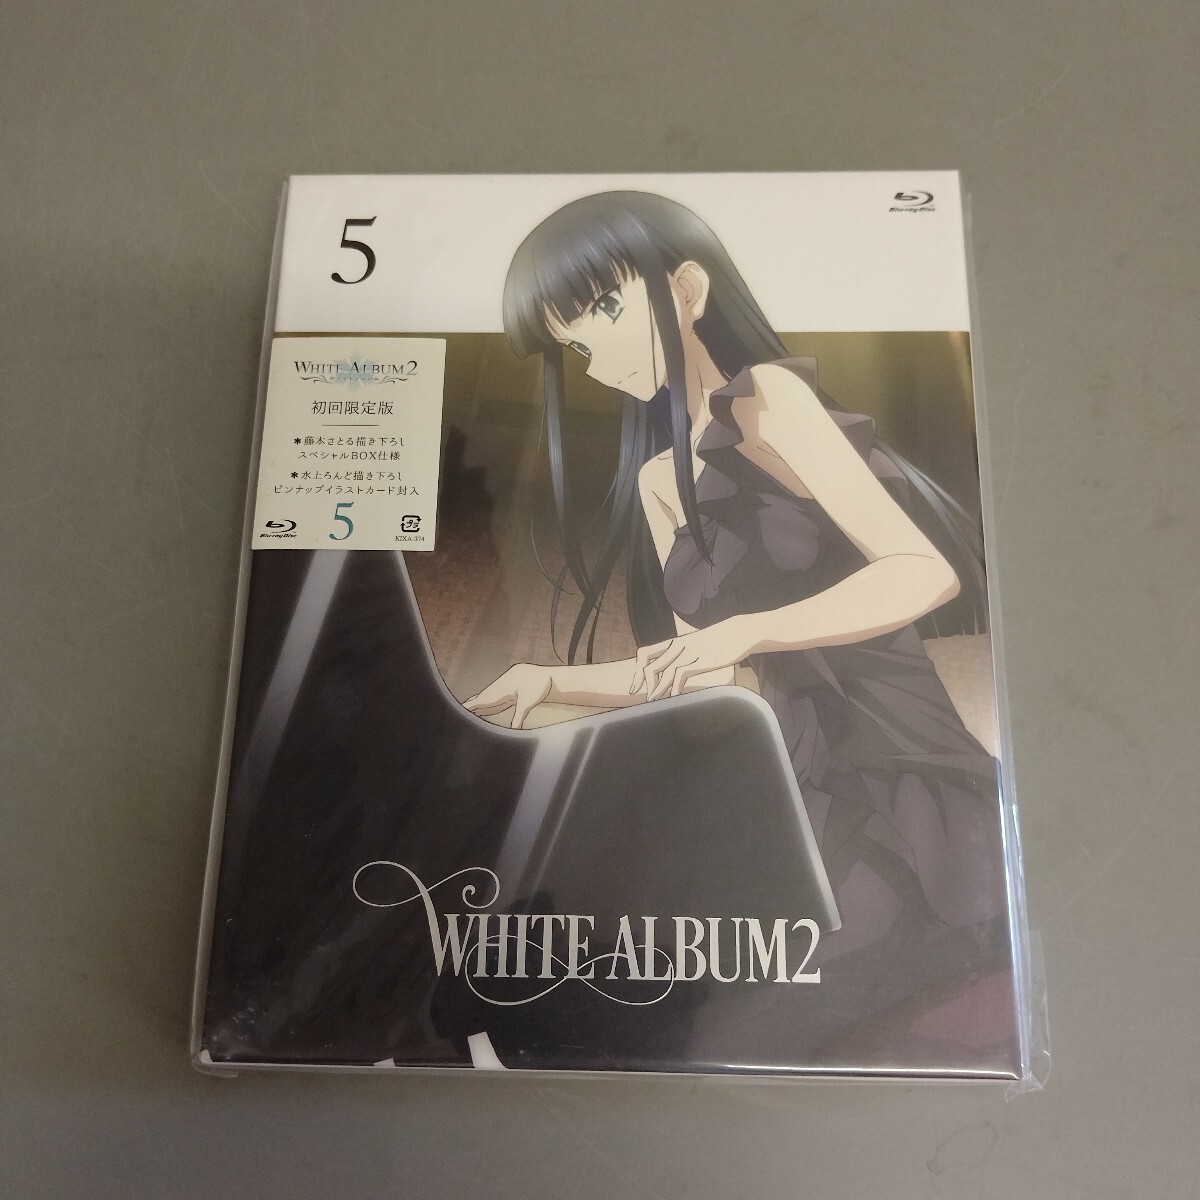 5
Blu-ray Disc
WHITE ALBUM 2
初回限定版
＊藤本さとる描き下ろし
スペシャルBOX仕様
＊水上ろんど描き下ろし
ピンナップイラストカード封入
5
Blu-ray Disc
プラ
KIXA-374
WHITE ALBUM2